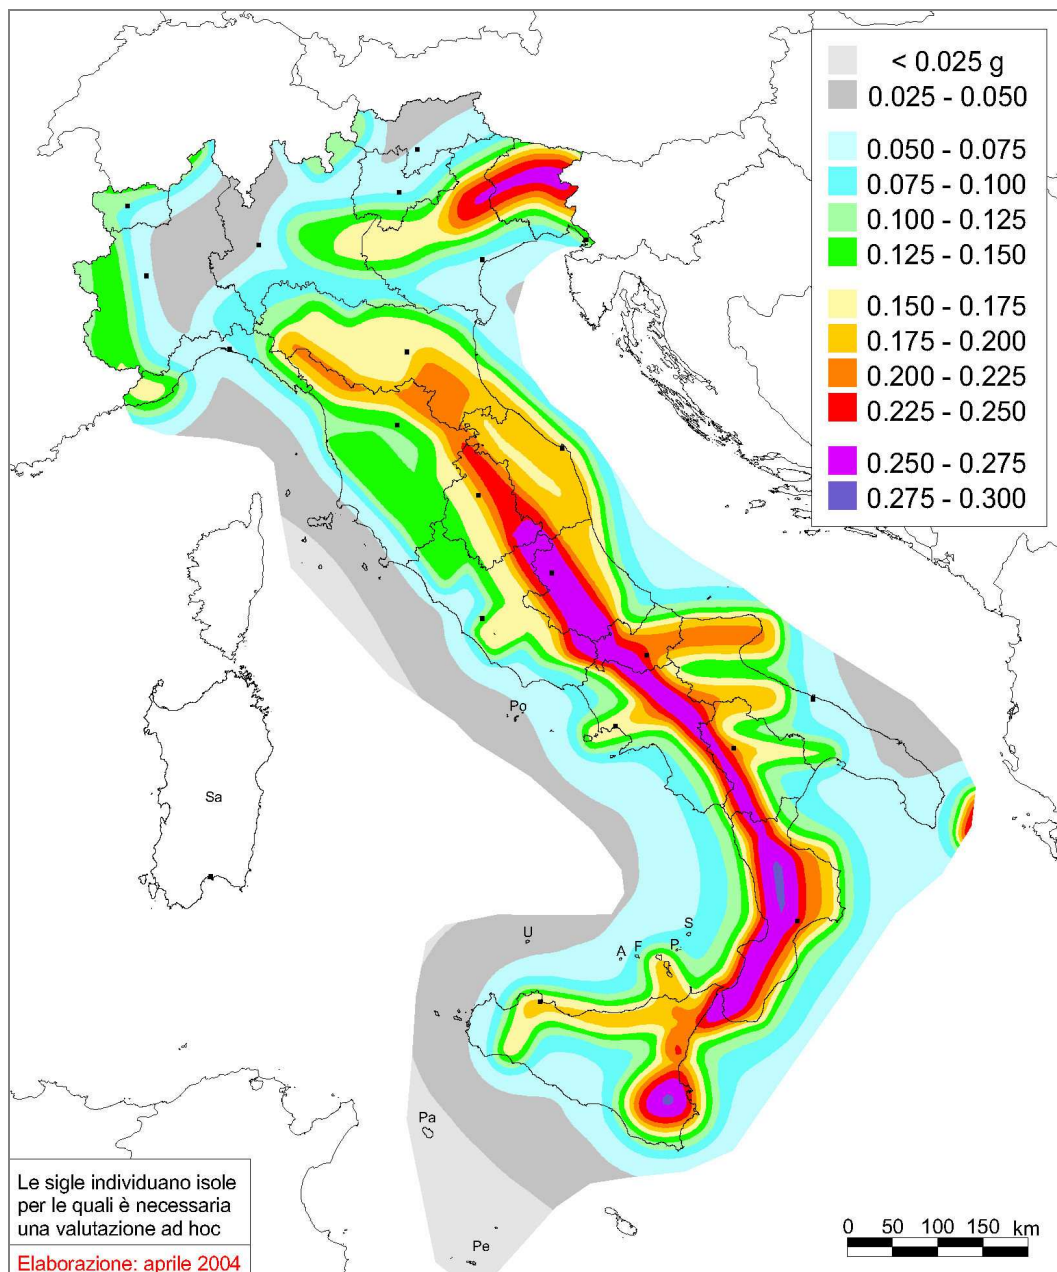 < 0.025 g
0.025 - 0.050
0.050 - 0.075
0.075 - 0.100
0.100 - 0.125
0.125 - 0.150
0.150 - 0.175
0.175 - 0.200
0.200 - 0.225
0.225 - 0.250
0.250 - 0.275
0.275 - 0.300
Po
Sa
U
A
F
P
S
Pa
Pe
Le sigle individuano isole
per le quali è necessaria
una valutazione ad hoc
Elaborazione: aprile 2004
0 50 100 150 km